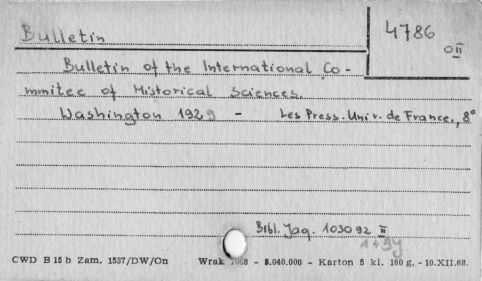 Bulletin
4786
O II
Bulletin of the International Co-
mmitee of Historical Sciences.
Washington 1929 - Les Press. Univ. de France, 8°
Bibl. Jag. 103092 II
CWD B 15 b Zam. 1537/DW/On Wrak 1068 - 5.040.000 - Karton 5 kl. 180 g. - 10.XII.68.